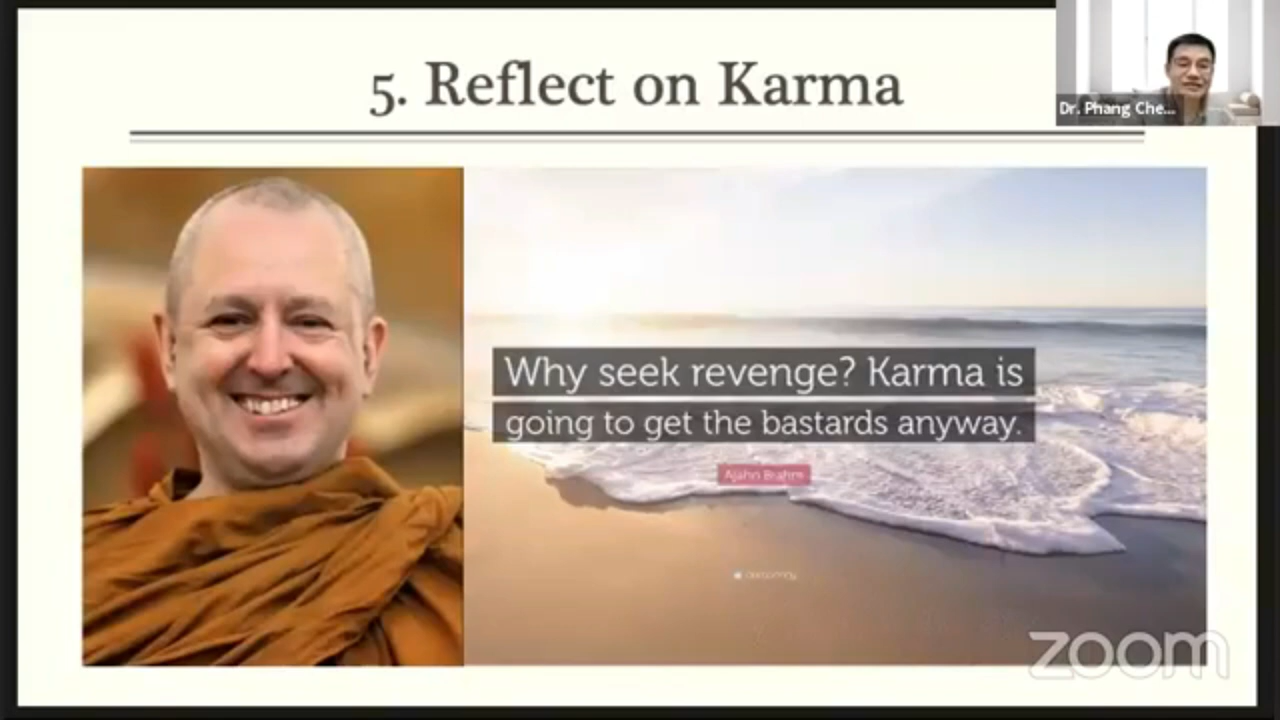 5. Reflect on Karma
Dr. Phang Che...
Why seek revenge? Karma is
going to get the bastards anyway.
Ajahn Brahm
zoom